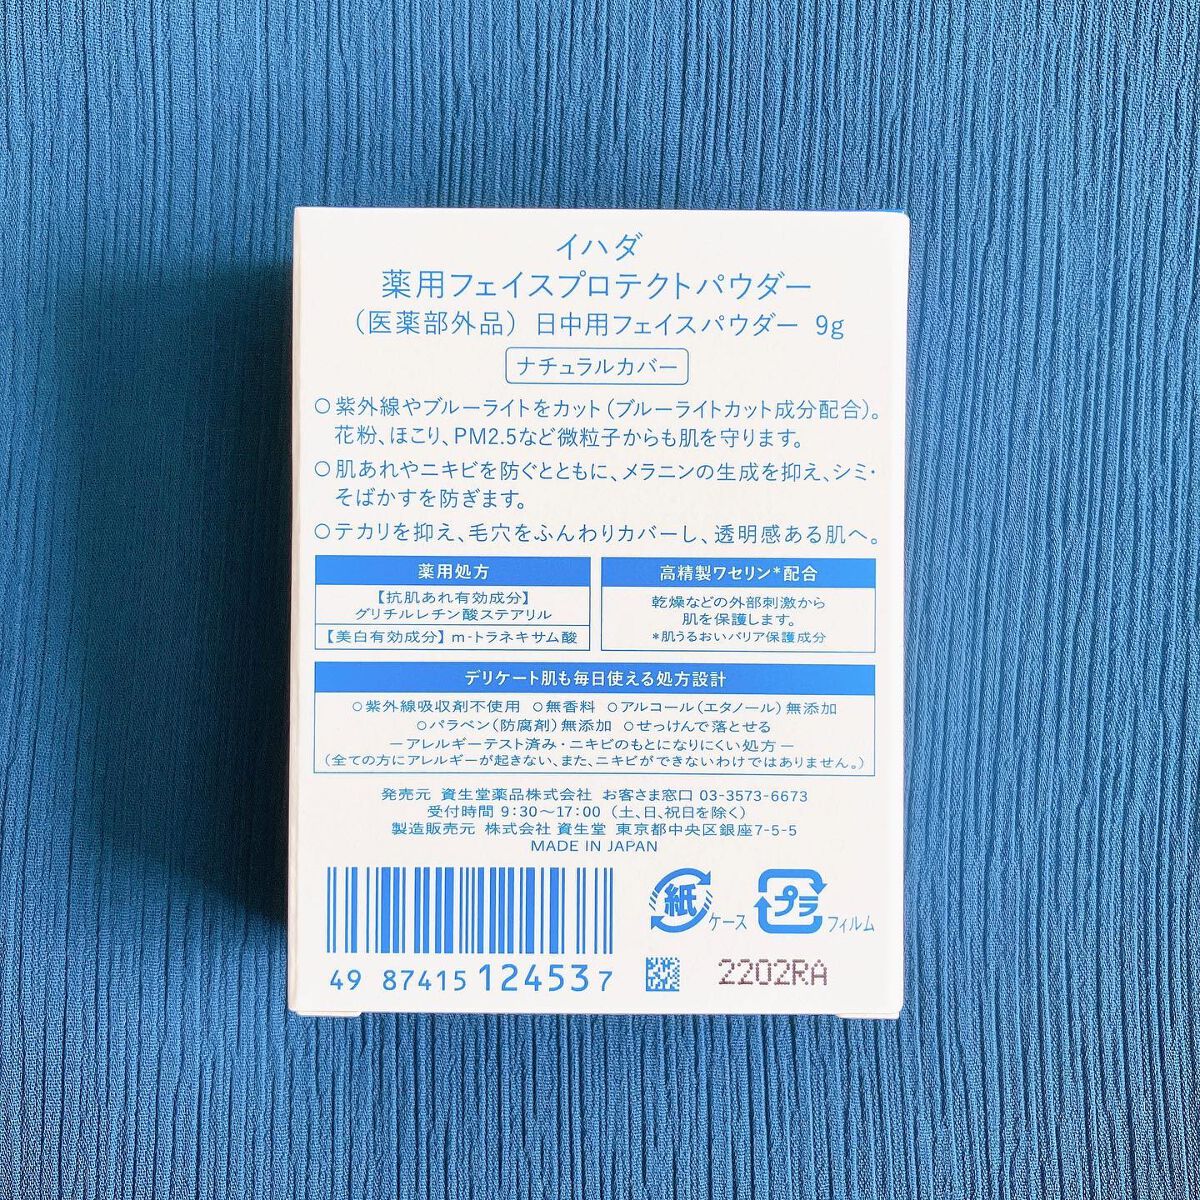 イハダ
薬用フェイスプロテクトパウダー
（医薬部外品）日中用フェイスパウダー 9g
ナチュラルカバー
○紫外線やブルーライトをカット（ブルーライトカット成分配合）。
花粉、ほこり、PM2.5など微粒子からも肌を守ります。
○肌あれやニキビを防ぐとともに、メラニンの生成を抑え、シミ・
そばかすを防ぎます。
○テカリを抑え、毛穴をふんわりカバーし、透明感ある肌へ。
薬用処方
【抗肌あれ有効成分】
グリチルレチン酸ステアリル
【美白有効成分】m-トラネキサム酸
高精製ワセリン*配合
乾燥などの外部刺激から
肌を保護します。
*肌うるおいバリア保護成分
デリケート肌も毎日使える処方設計
○紫外線吸収剤不使用 ○無香料 ○アルコール（エタノール）無添加
○パラベン（防腐剤）無添加 ○せっけんで落とせる
－アレルギーテスト済み・ニキビのもとになりにくい処方－
（全ての方にアレルギーが起きない、また、ニキビができないわけではありません。）
発売元 資生堂薬品株式会社 お客さま窓口 03-3573-6673
受付時間 9:30～17:00（土、日、祝日を除く）
製造販売元 株式会社 資生堂 東京都中央区銀座7-5-5
MADE IN JAPAN
紙 ケース プラ フィルム
49 87415 12453 7
2202RA